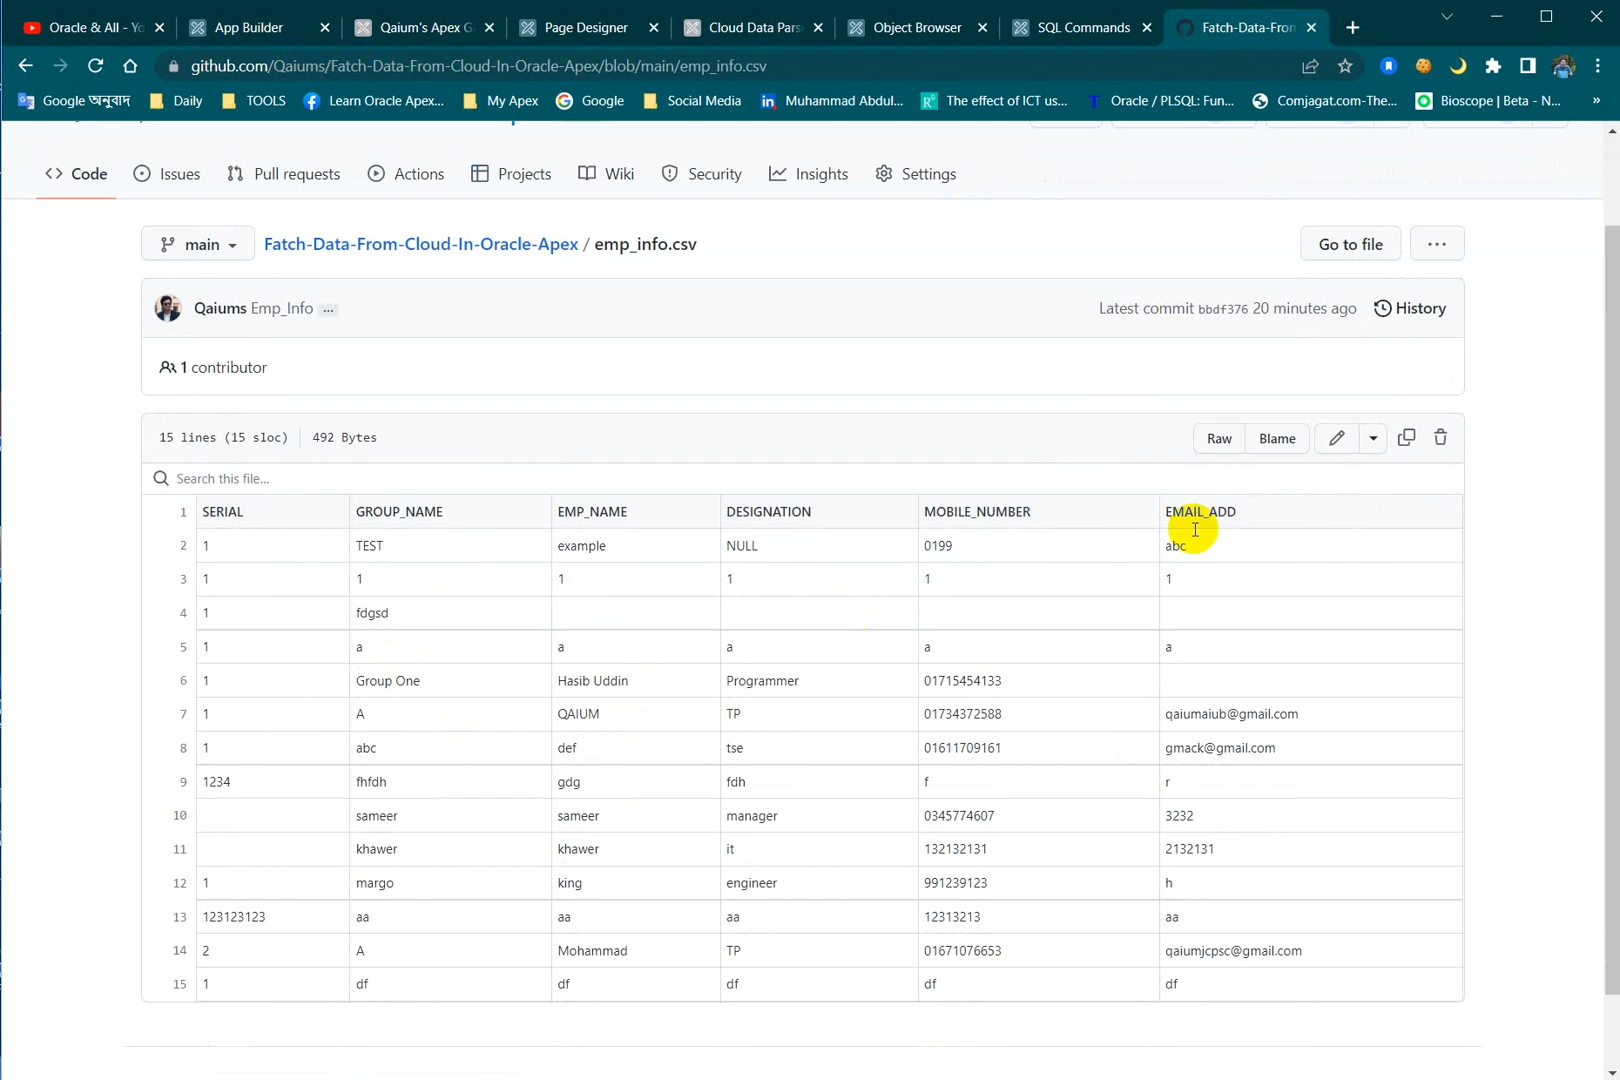 Oracle & All - Yo
App Builder
Qaium's Apex G
Page Designer
Cloud Data Pars
Object Browser
SQL Commands
Fatch-Data-From
github.com/Qaiums/Fatch-Data-From-Cloud-In-Oracle-Apex/blob/main/emp_info.csv
Google অনুবাদ
Daily
TOOLS
Learn Oracle Apex...
My Apex
Google
Social Media
Muhammad Abdul...
The effect of ICT us...
Oracle / PLSQL: Fun...
Comjagat.com-The...
Bioscope | Beta - N...
»
Code
Issues
Pull requests
Actions
Projects
Wiki
Security
Insights
Settings
main
Fatch-Data-From-Cloud-In-Oracle-Apex / emp_info.csv
Go to file
Qaiums Emp_Info ...
Latest commit bbdf376 20 minutes ago
History
1 contributor
15 lines (15 sloc) 492 Bytes
Raw
Blame
Search this file...
1 SERIAL GROUP_NAME EMP_NAME DESIGNATION MOBILE_NUMBER EMAIL_ADD
2 1 TEST example NULL 0199 abc
3 1 1 1 1 1 1
4 1 fdgsd
5 1 a a a a a
6 1 Group One Hasib Uddin Programmer 01715454133
7 1 A QAIUM TP 01734372588 qaiumaiub@gmail.com
8 1 abc def tse 01611709161 gmack@gmail.com
9 1234 fhfdh gdg fdh f r
10 sameer sameer manager 0345774607 3232
11 khawer khawer it 132132131 2132131
12 1 margo king engineer 991239123 h
13 123123123 aa aa aa 12313213 aa
14 2 A Mohammad TP 01671076653 qaiumjcpsc@gmail.com
15 1 df df df df df